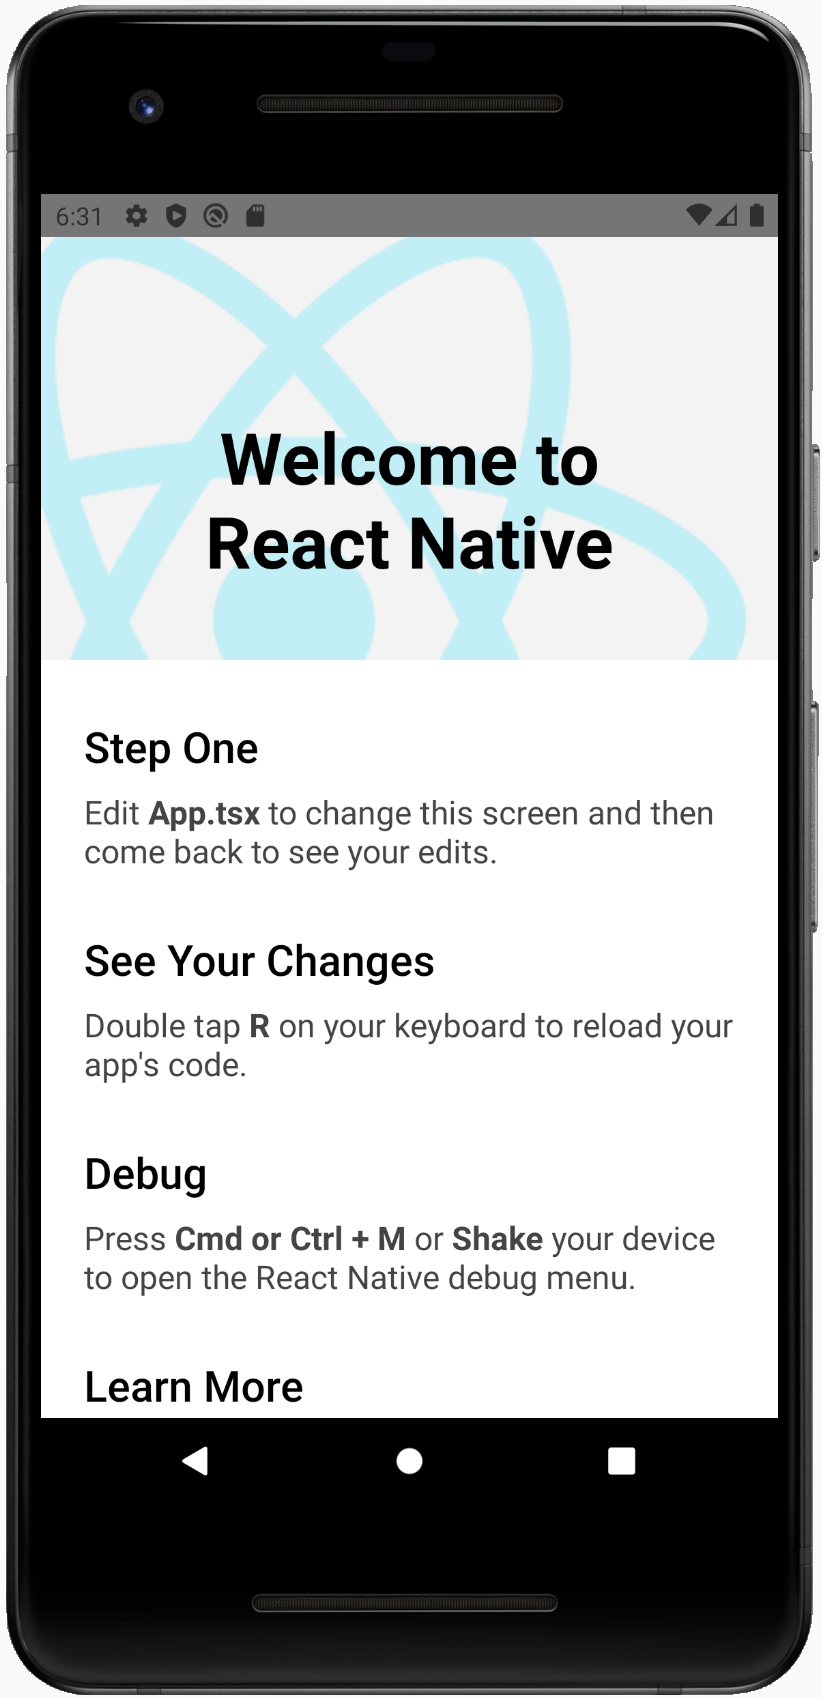 6:31
Welcome to
React Native
Step One
Edit App.tsx to change this screen and then
come back to see your edits.
See Your Changes
Double tap R on your keyboard to reload your
app's code.
Debug
Press Cmd or Ctrl + M or Shake your device
to open the React Native debug menu.
Learn More